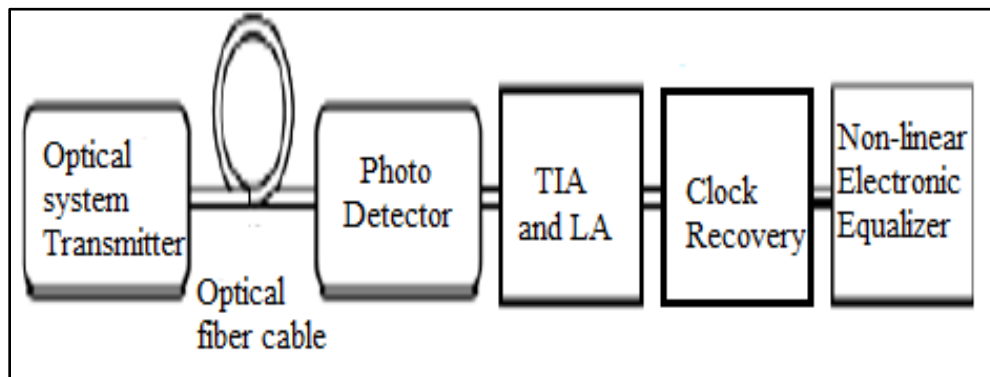 Optical
system
Transmitter
Optical
fiber cable
Photo
Detector
TIA
and LA
Clock
Recovery
Non-linear
Electronic
Equalizer